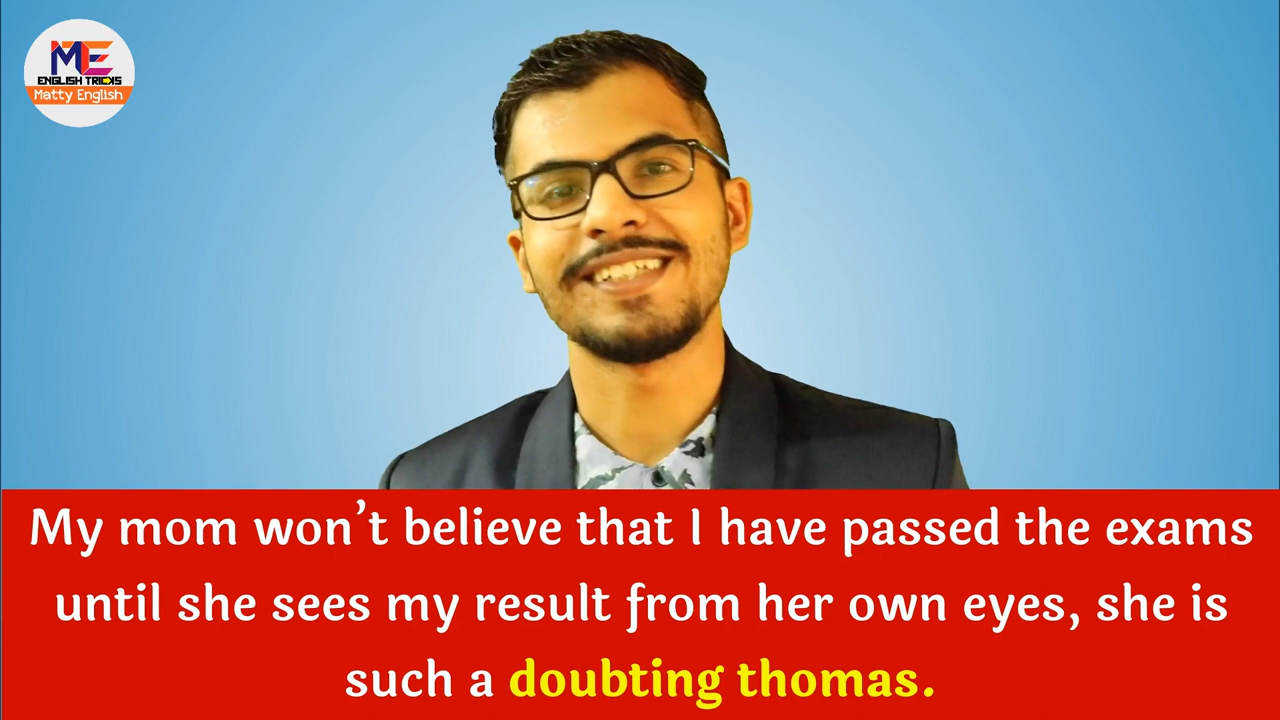 ME
ENGLISH TRICKS
Matty English
My mom won’t believe that I have passed the exams
until she sees my result from her own eyes, she is
such a doubting thomas.